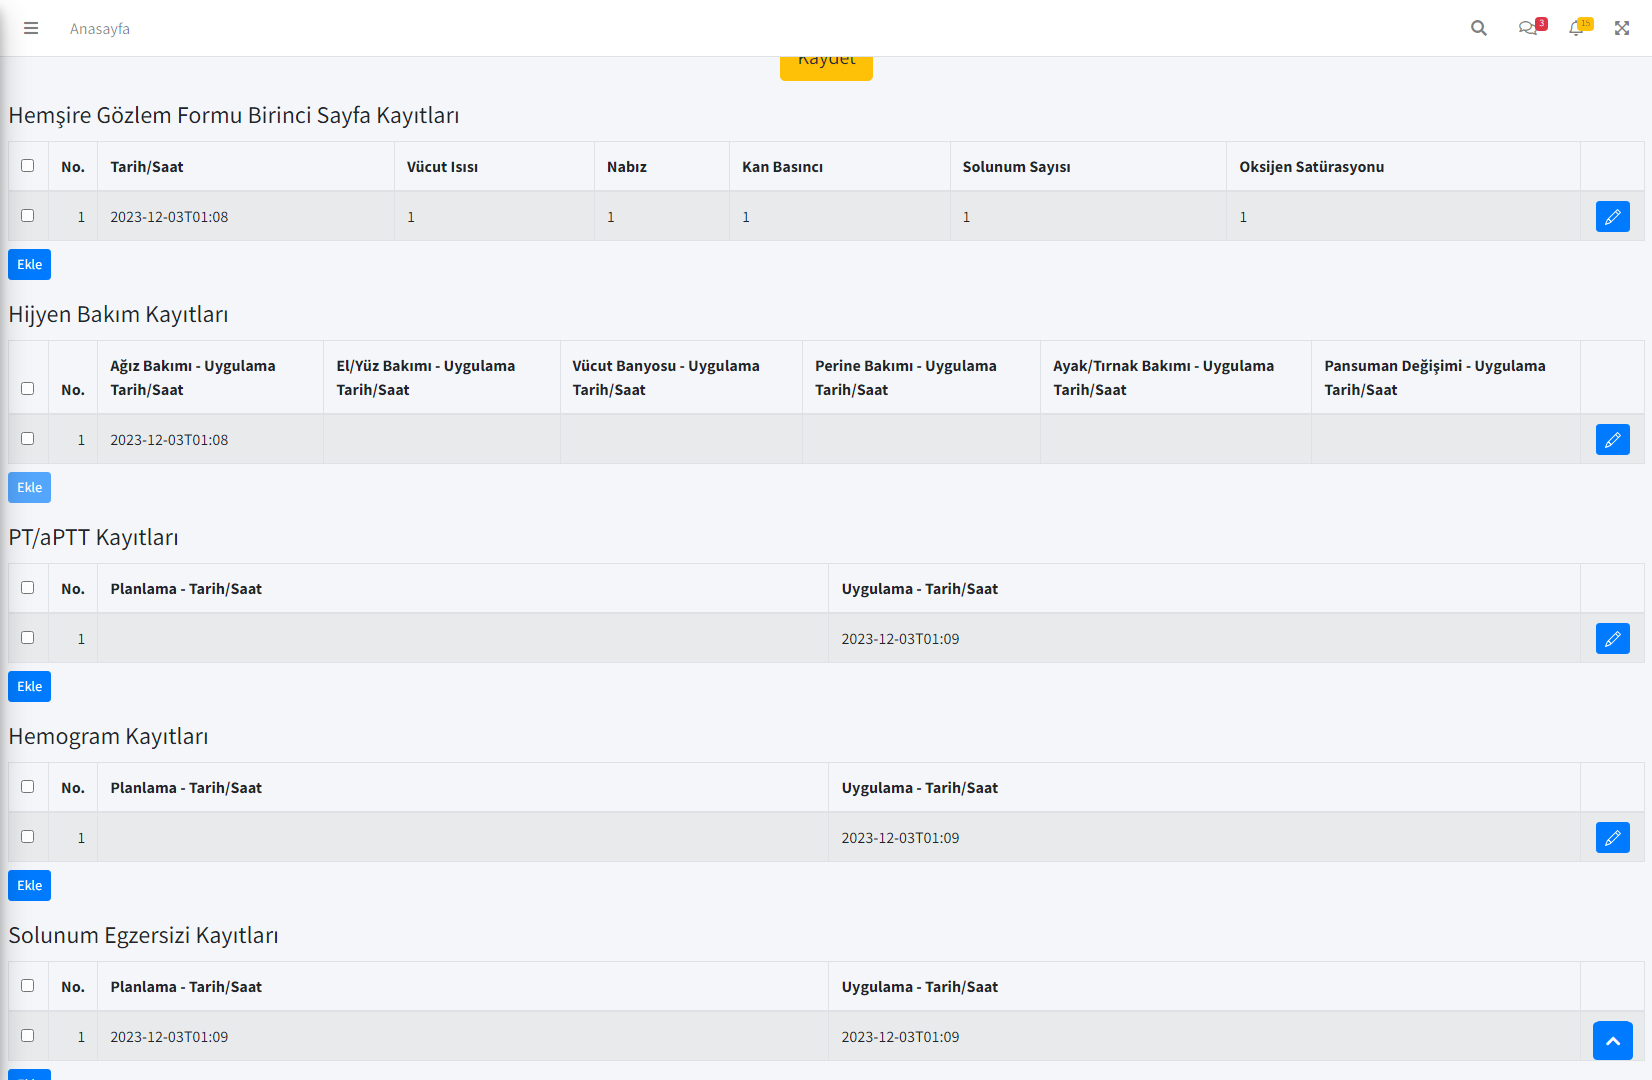 Anasayfa
3
15
Kaydet
Hemşire Gözlem Formu Birinci Sayfa Kayıtları
No. Tarih/Saat Vücut Isısı Nabız Kan Basıncı Solunum Sayısı Oksijen Satürasyonu
1 2023-12-03T01:08 1 1 1 1 1
Ekle
Hijyen Bakım Kayıtları
No. Ağız Bakımı - Uygulama Tarih/Saat El/Yüz Bakımı - Uygulama Tarih/Saat Vücut Banyosu - Uygulama Tarih/Saat Perine Bakımı - Uygulama Tarih/Saat Ayak/Tırnak Bakımı - Uygulama Tarih/Saat Pansuman Değişimi - Uygulama Tarih/Saat
1 2023-12-03T01:08
Ekle
PT/aPTT Kayıtları
No. Planlama - Tarih/Saat Uygulama - Tarih/Saat
1 2023-12-03T01:09
Ekle
Hemogram Kayıtları
No. Planlama - Tarih/Saat Uygulama - Tarih/Saat
1 2023-12-03T01:09
Ekle
Solunum Egzersizi Kayıtları
No. Planlama - Tarih/Saat Uygulama - Tarih/Saat
1 2023-12-03T01:09 2023-12-03T01:09